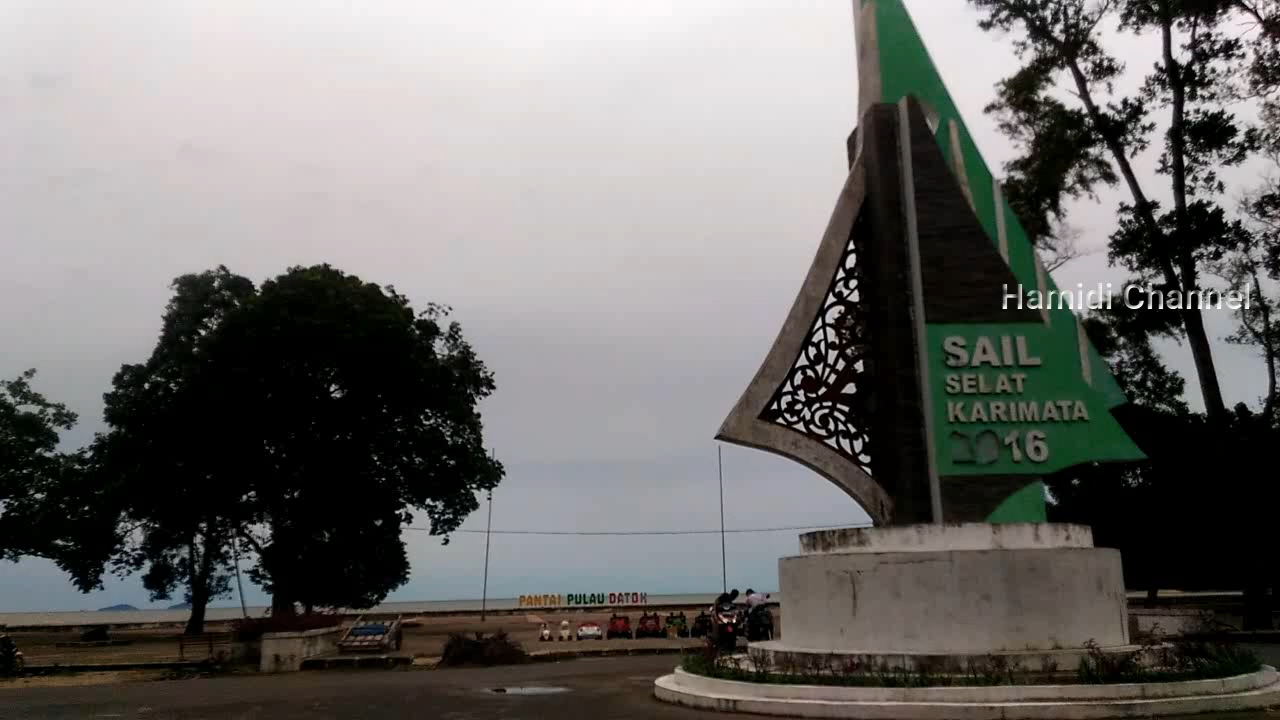 Hamidi Channel
SAIL
SELAT
KARIMATA
2016
PANTAI PULAU DATOK